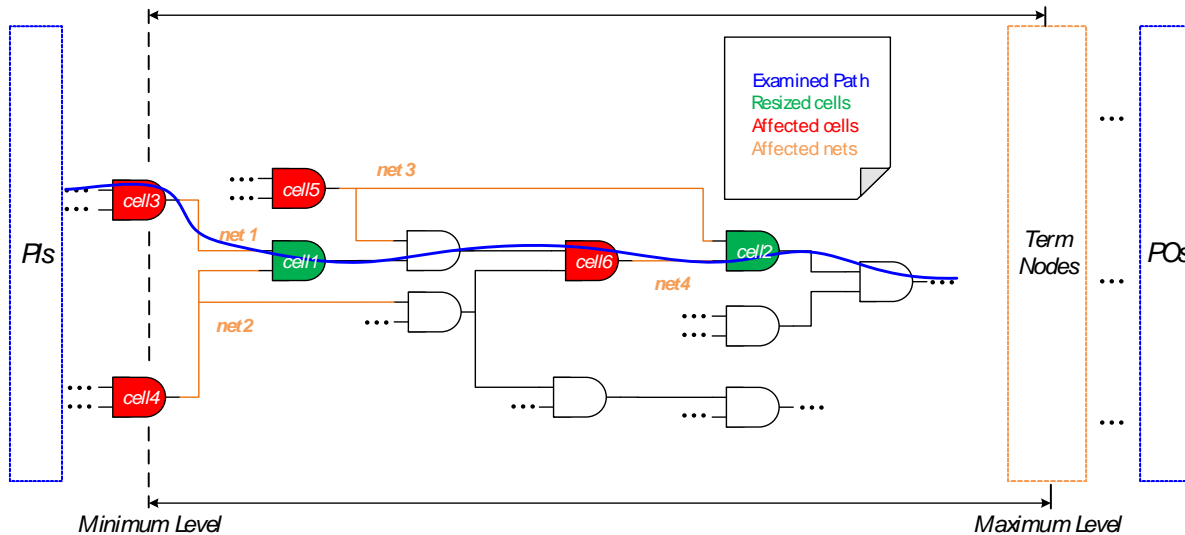 Examined Path
Resized cells
Affected cells
Affected nets
PIs
cell3
cell5
net 3
net 1
cell1
cell6
cell2
net4
net2
cell4
Term
Nodes
POs
Minimum Level
Maximum Level